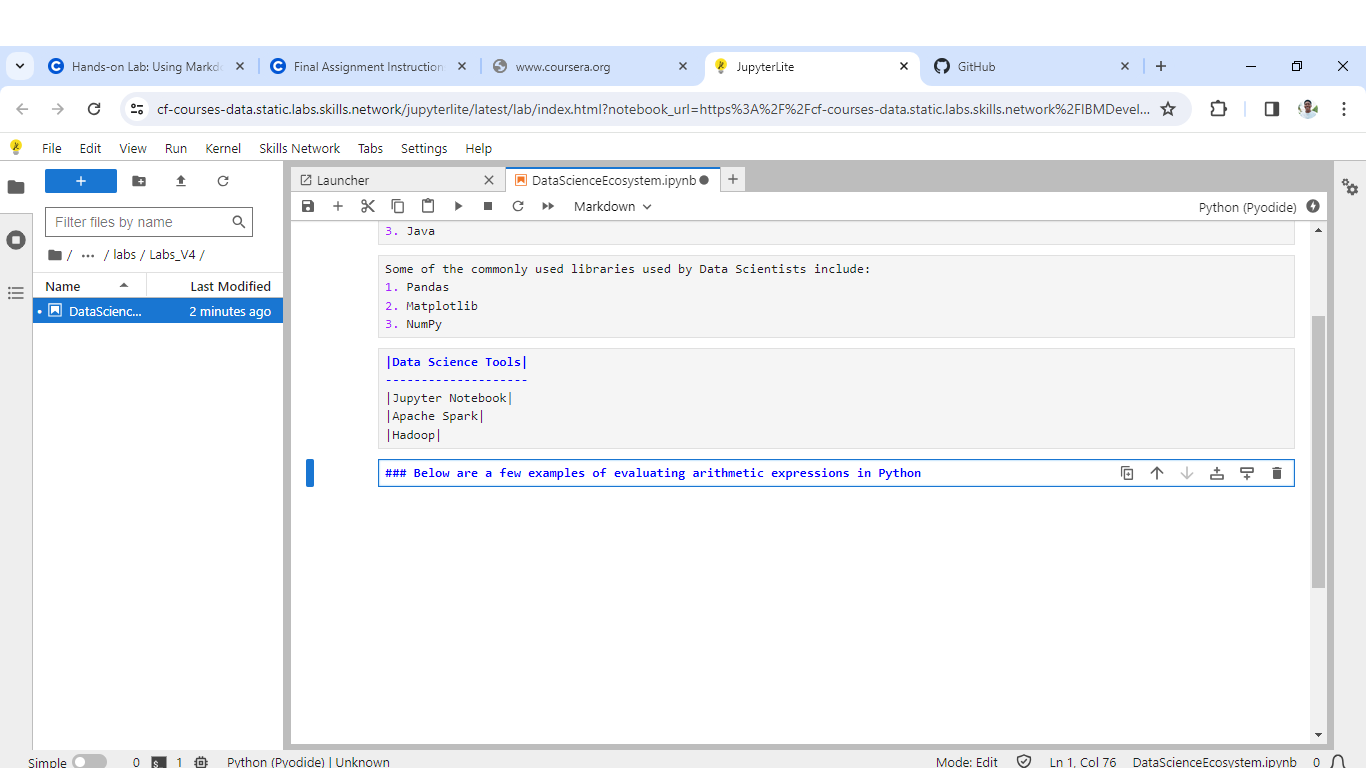 Hands-on Lab: Using Markd
Final Assignment Instruction
www.coursera.org
JupyterLite
GitHub
cf-courses-data.static.labs.skills.network/jupyterlite/latest/lab/index.html?notebook_url=https%3A%2F%2Fcf-courses-data.static.labs.skills.network%2FIBMDevel...
File Edit View Run Kernel Skills Network Tabs Settings Help
Launcher
DataScienceEcosystem.ipynb
Markdown
Python (Pyodide)
Filter files by name
/ ... / labs / Labs_V4 /
Name Last Modified
DataScienc... 2 minutes ago
3. Java
Some of the commonly used libraries used by Data Scientists include:
1. Pandas
2. Matplotlib
3. NumPy
|Data Science Tools|
--------------------
|Jupyter Notebook|
|Apache Spark|
|Hadoop|
### Below are a few examples of evaluating arithmetic expressions in Python
Simple 0 1 Python (Pyodide) | Unknown Mode: Edit Ln 1, Col 76 DataScienceEcosystem.ipynb 0